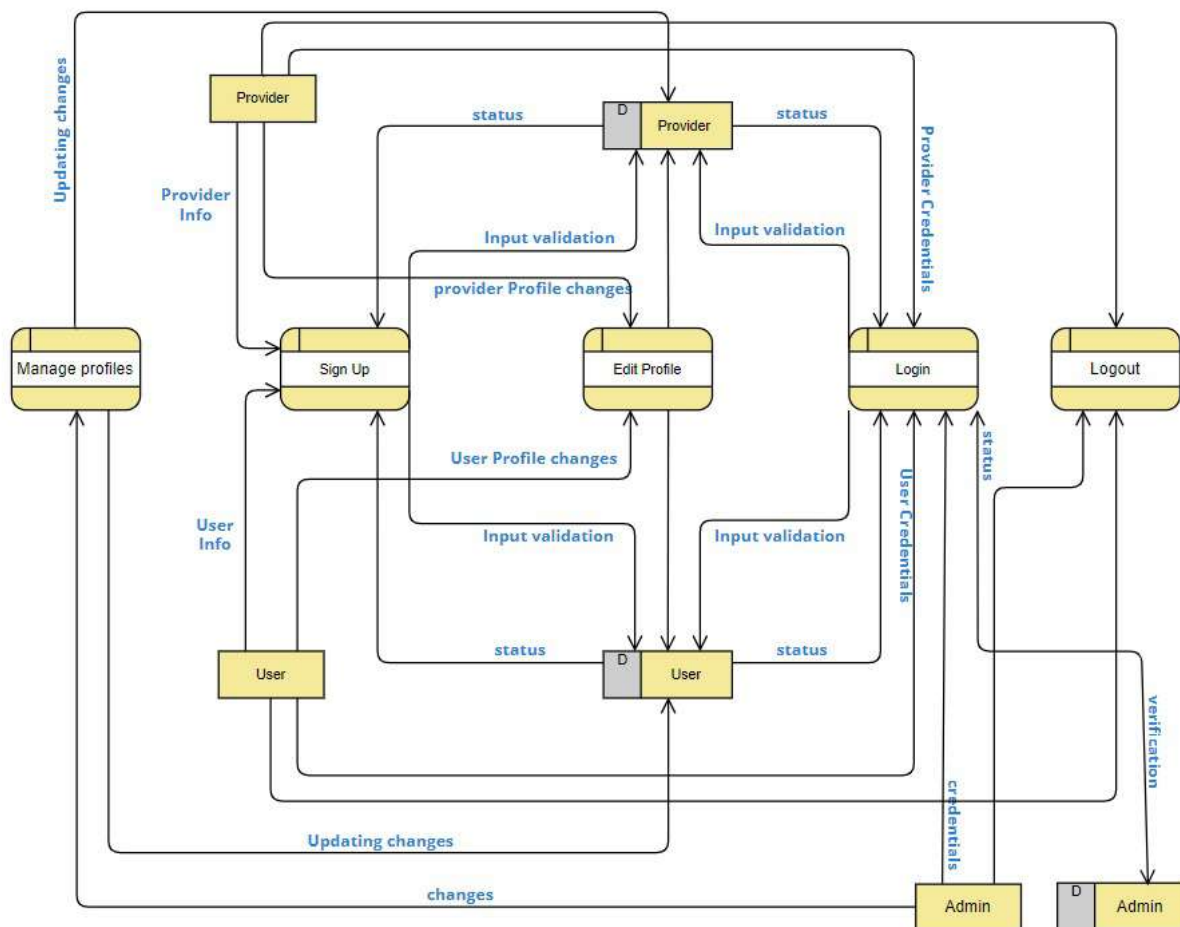 Updating changes
Provider
D
Provider
status
status
Provider Credentials
Provider
Info
Input validation
Input validation
provider Profile changes
Manage profiles
Sign Up
Edit Profile
Login
Logout
User Profile changes
status
User Credentials
User
Info
Input validation
Input validation
status
status
User
D
User
verification
credentials
Updating changes
changes
Admin
D
Admin